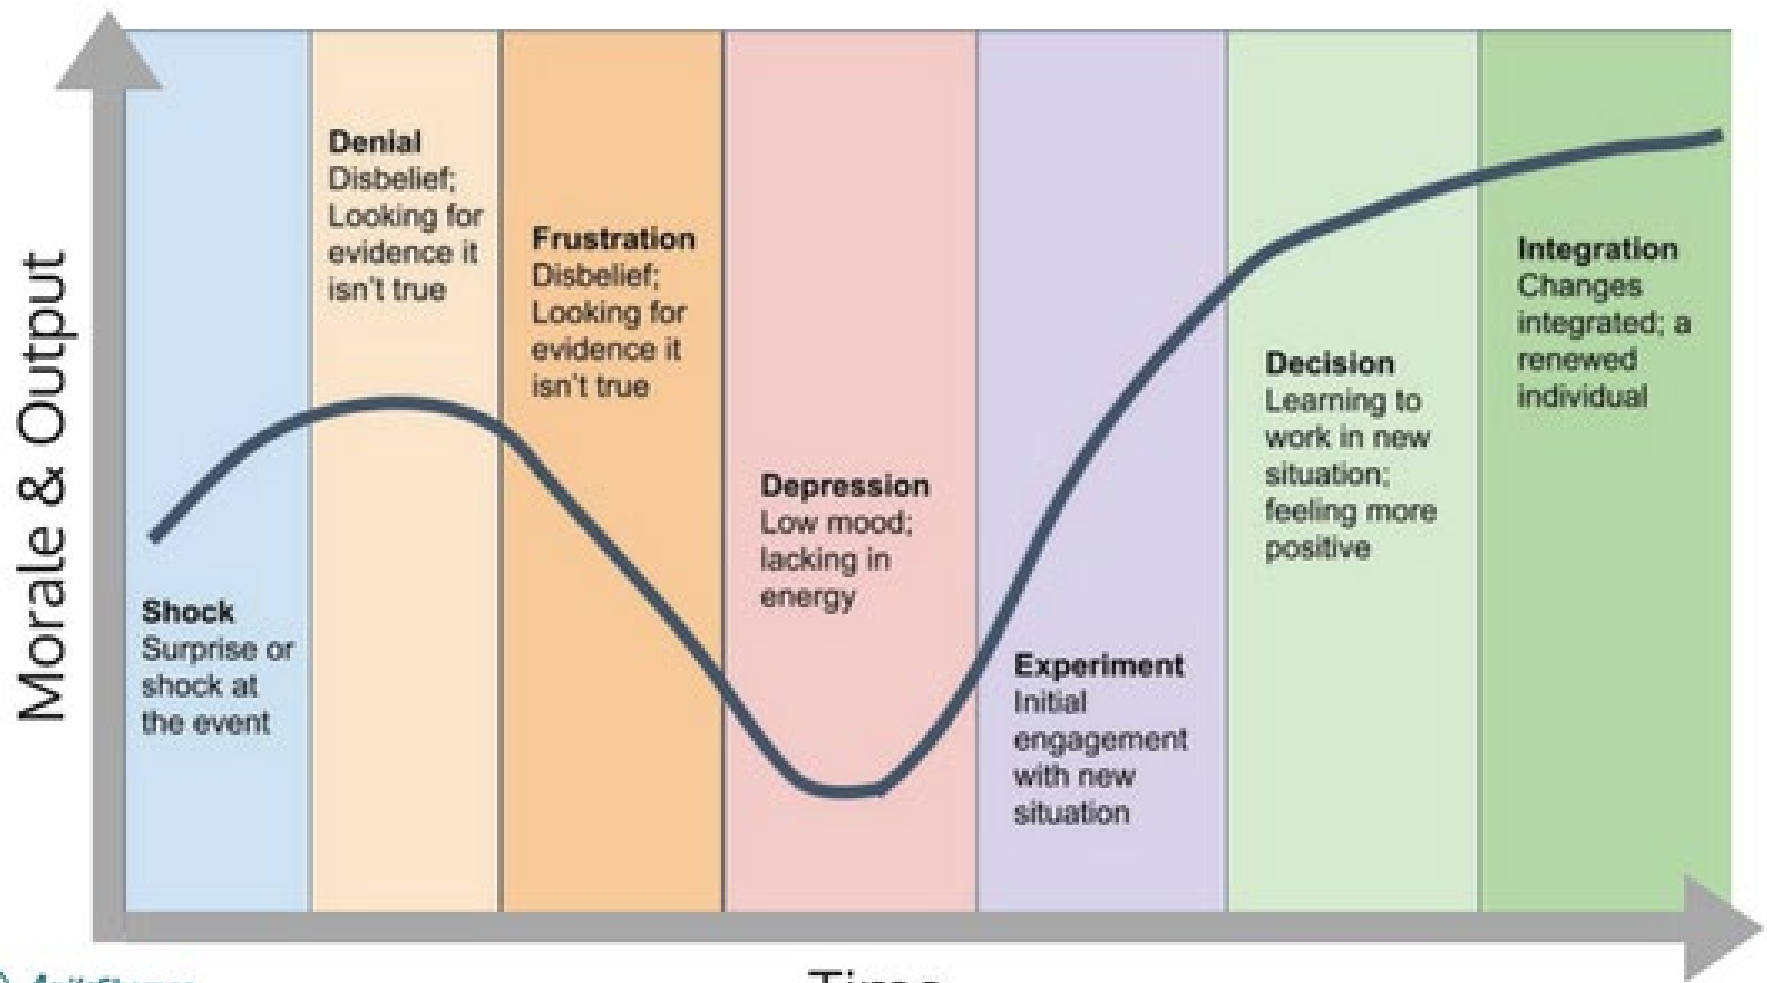 Morale & Output
Shock
Surprise or
shock at
the event
Denial
Disbelief;
Looking for
evidence it
isn't true
Frustration
Disbelief;
Looking for
evidence it
isn't true
Depression
Low mood;
lacking in
energy
Experiment
Initial
engagement
with new
situation
Decision
Learning to
work in new
situation;
feeling more
positive
Integration
Changes
integrated; a
renewed
individual
Time